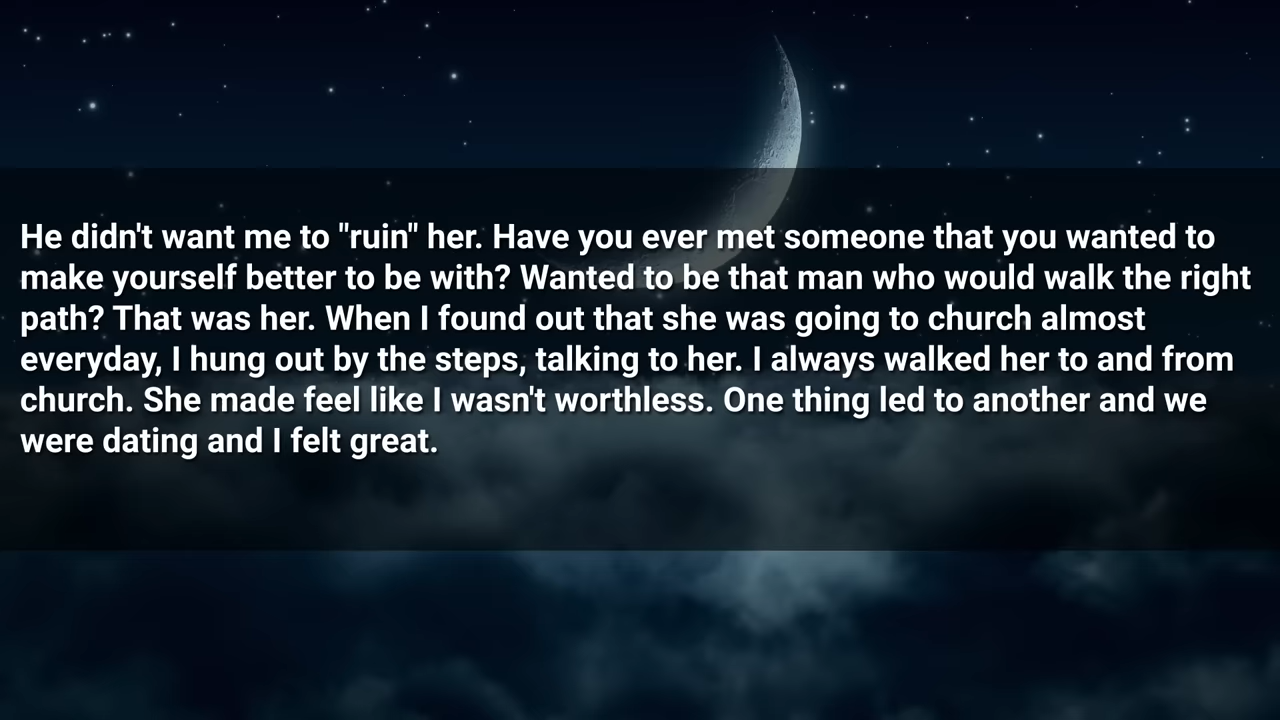 He didn't want me to "ruin" her. Have you ever met someone that you wanted to
make yourself better to be with? Wanted to be that man who would walk the right
path? That was her. When I found out that she was going to church almost
everyday, I hung out by the steps, talking to her. I always walked her to and from
church. She made feel like I wasn't worthless. One thing led to another and we
were dating and I felt great.